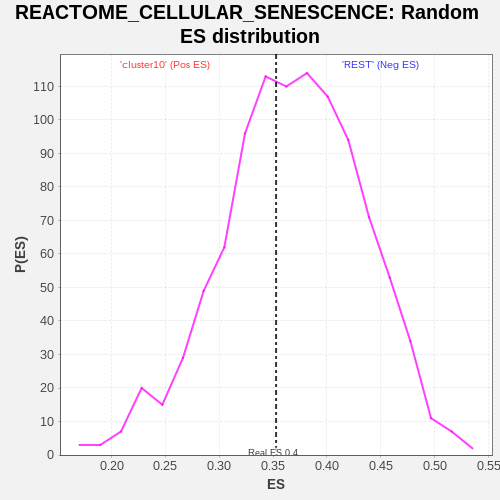 REACTOME_CELLULAR_SENESCENCE: Random
ES distribution
'cluster10' (Pos ES)
'REST' (Neg ES)
110
100
90
80
70
60
50
40
30
20
10
0
P(ES)
Real ES 0.4
0.20
0.25
0.30
0.35
0.40
0.45
0.50
0.55
ES